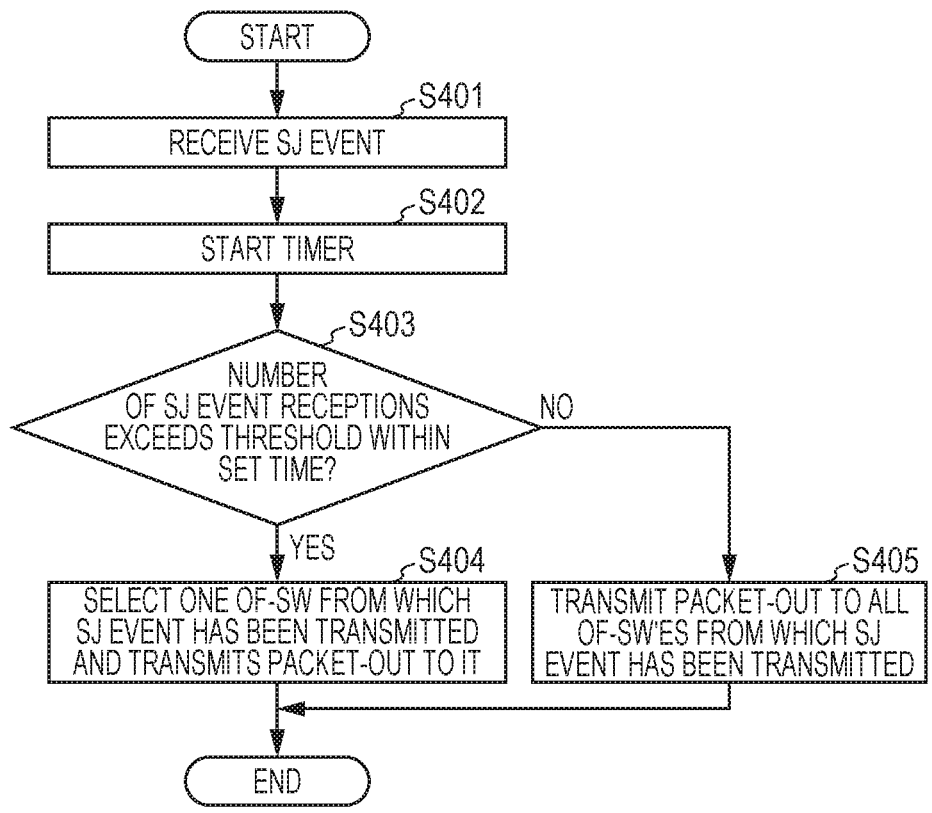 START
S401
RECEIVE SJ EVENT
S402
START TIMER
S403
NUMBER
OF SJ EVENT RECEPTIONS
EXCEEDS THRESHOLD WITHIN
SET TIME?
NO
YES
S404
SELECT ONE OF-SW FROM WHICH
SJ EVENT HAS BEEN TRANSMITTED
AND TRANSMITS PACKET-OUT TO IT
S405
TRANSMIT PACKET-OUT TO ALL
OF-SW'ES FROM WHICH SJ
EVENT HAS BEEN TRANSMITTED
END